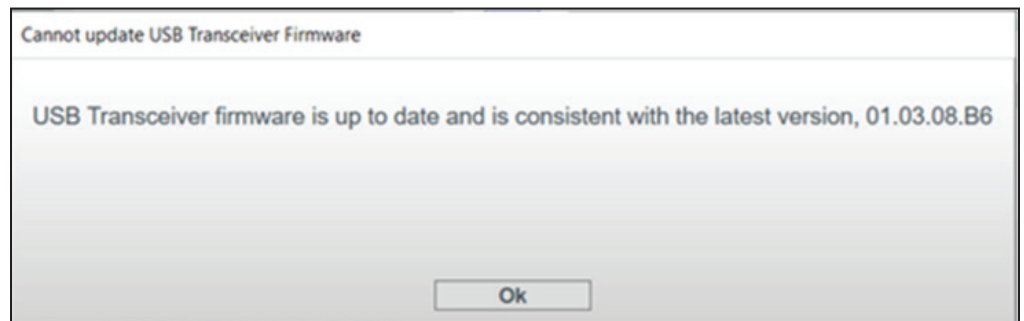 Cannot update USB Transceiver Firmware
USB Transceiver firmware is up to date and is consistent with the latest version, 01.03.08.B6
Ok